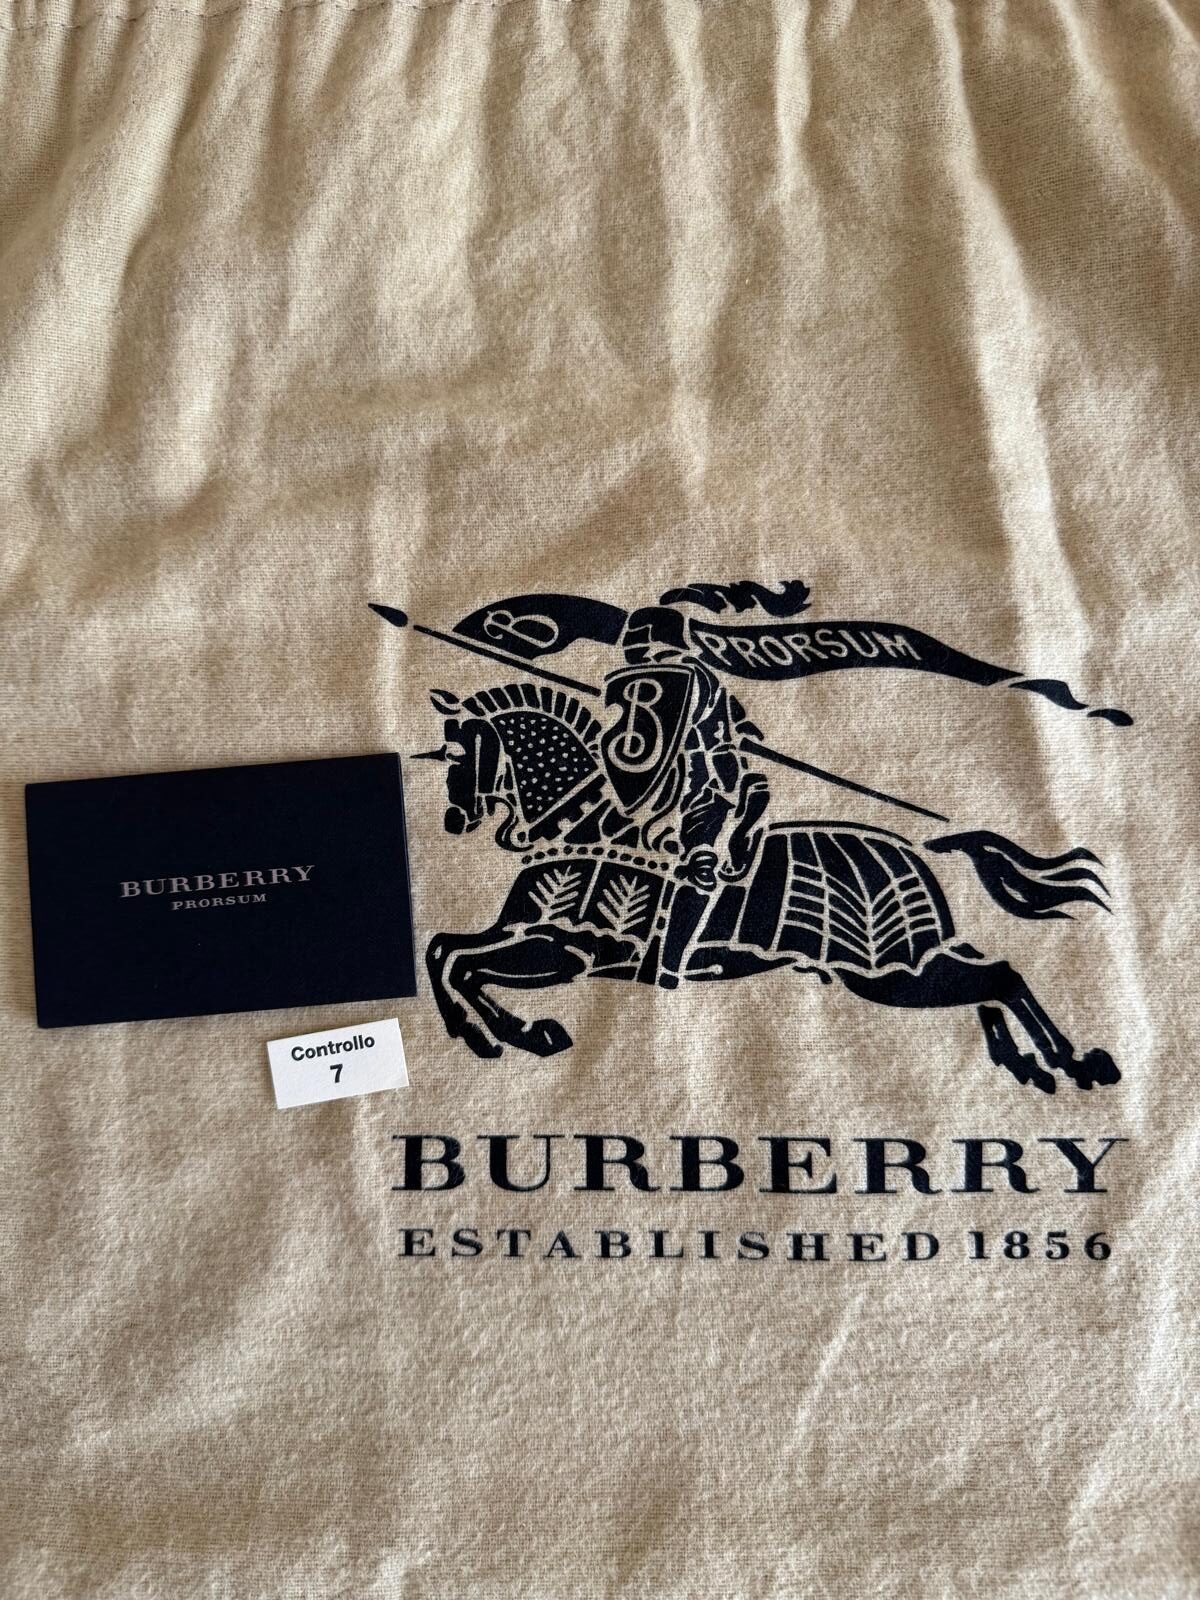 B
PRORSUM
B
BURBERRY
PRORSUM
Controllo
7
BURBERRY
ESTABLISHED 1856